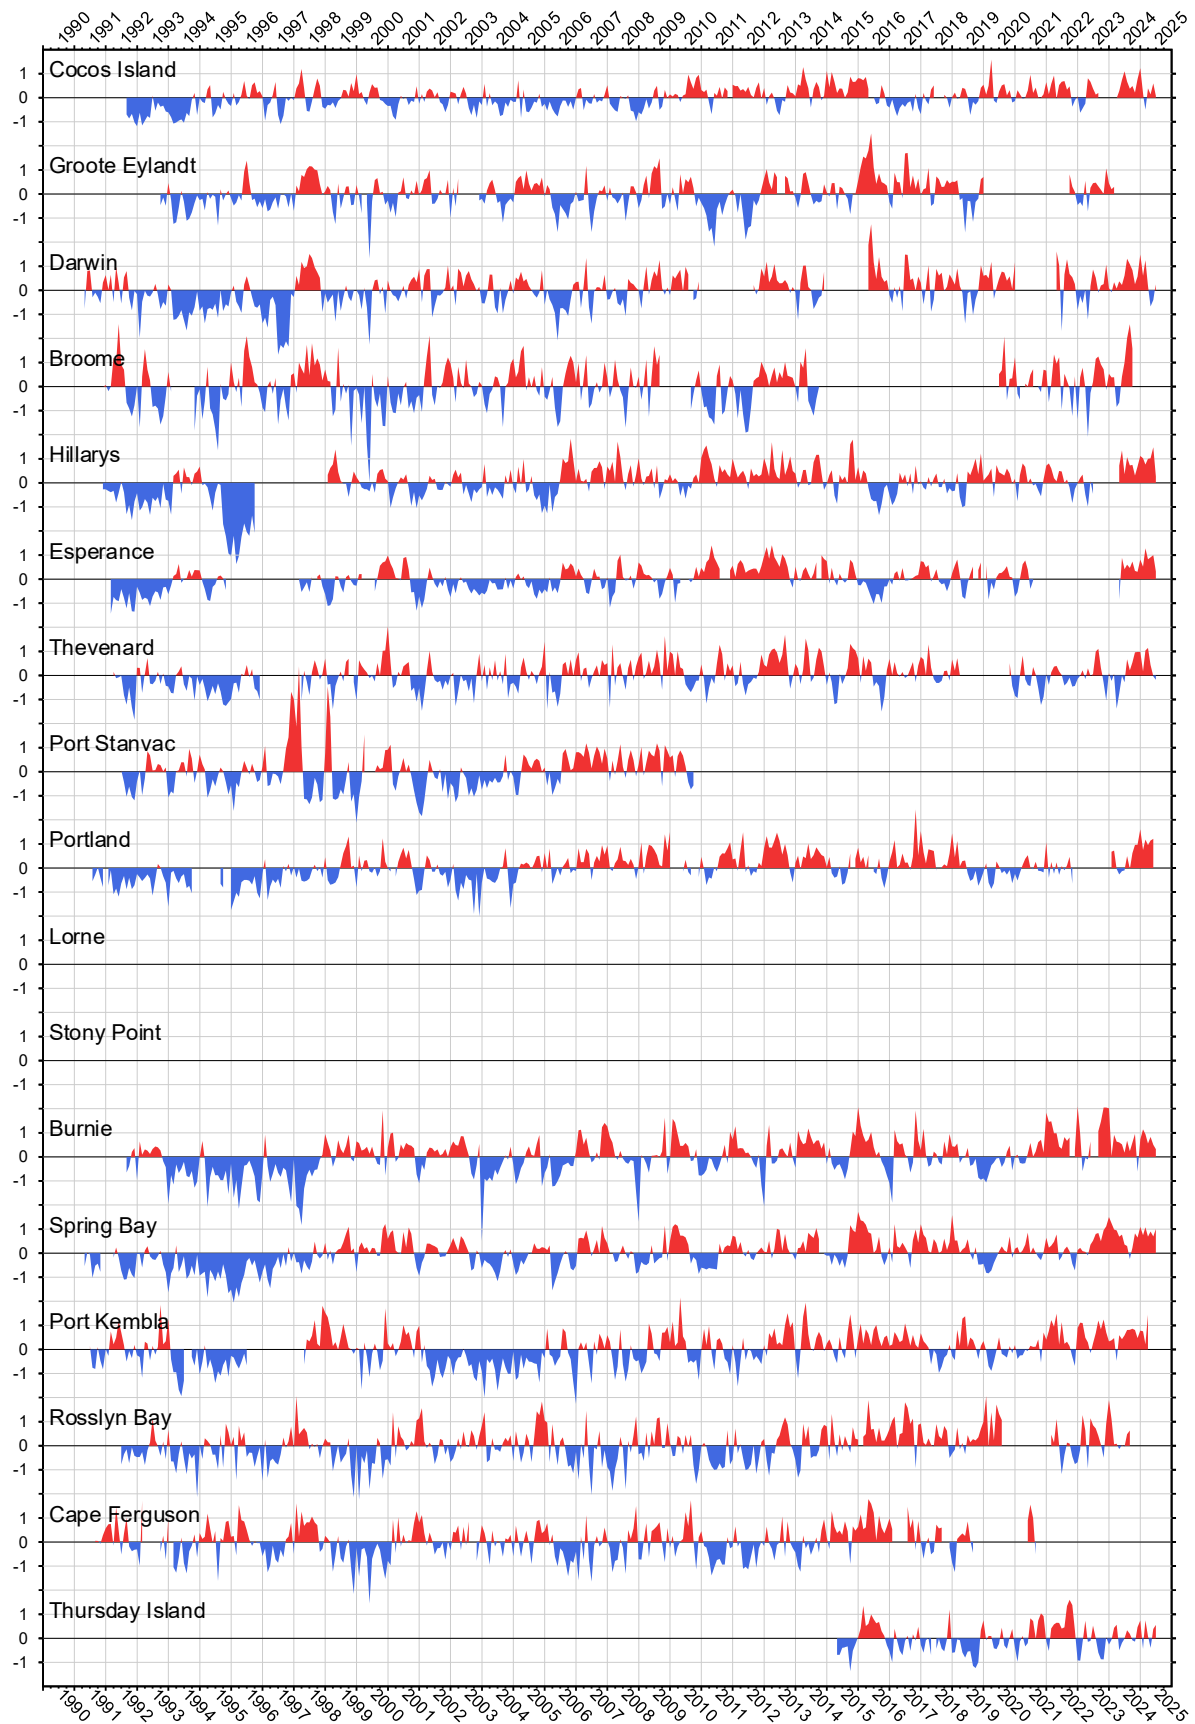 1990 1991 1992 1993 1994 1995 1996 1997 1998 1999 2000 2001 2002 2003 2004 2005 2006 2007 2008 2009 2010 2011 2012 2013 2014 2015 2016 2017 2018 2019 2020 2021 2022 2023 2024 2025
1
Cocos Island
0
-1
1
Groote Eylandt
0
-1
1
Darwin
0
-1
1
Broome
0
-1
1
Hillarys
0
-1
1
Esperance
0
-1
1
Thevenard
0
-1
1
Port Stanvac
0
-1
1
Portland
0
-1
1
Lorne
0
-1
1
Stony Point
0
-1
1
Burnie
0
-1
1
Spring Bay
0
-1
1
Port Kembla
0
-1
1
Rosslyn Bay
0
-1
1
Cape Ferguson
0
-1
1
Thursday Island
0
-1
1990 1991 1992 1993 1994 1995 1996 1997 1998 1999 2000 2001 2002 2003 2004 2005 2006 2007 2008 2009 2010 2011 2012 2013 2014 2015 2016 2017 2018 2019 2020 2021 2022 2023 2024 2025